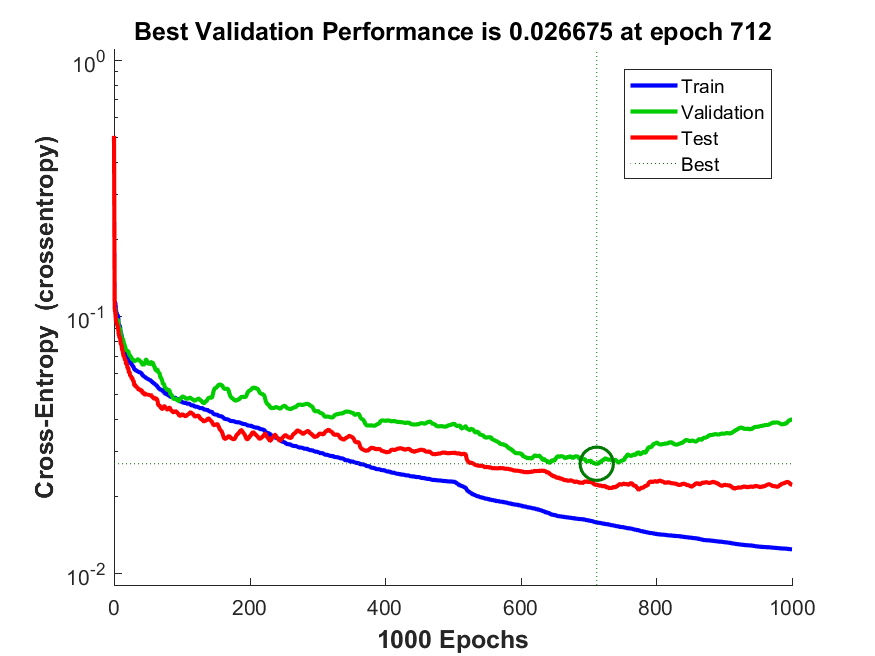 Best Validation Performance is 0.026675 at epoch 712
Cross-Entropy (crossentropy)
10^0
10^-1
10^-2
Train
Validation
Test
Best
0 200 400 600 800 1000
1000 Epochs